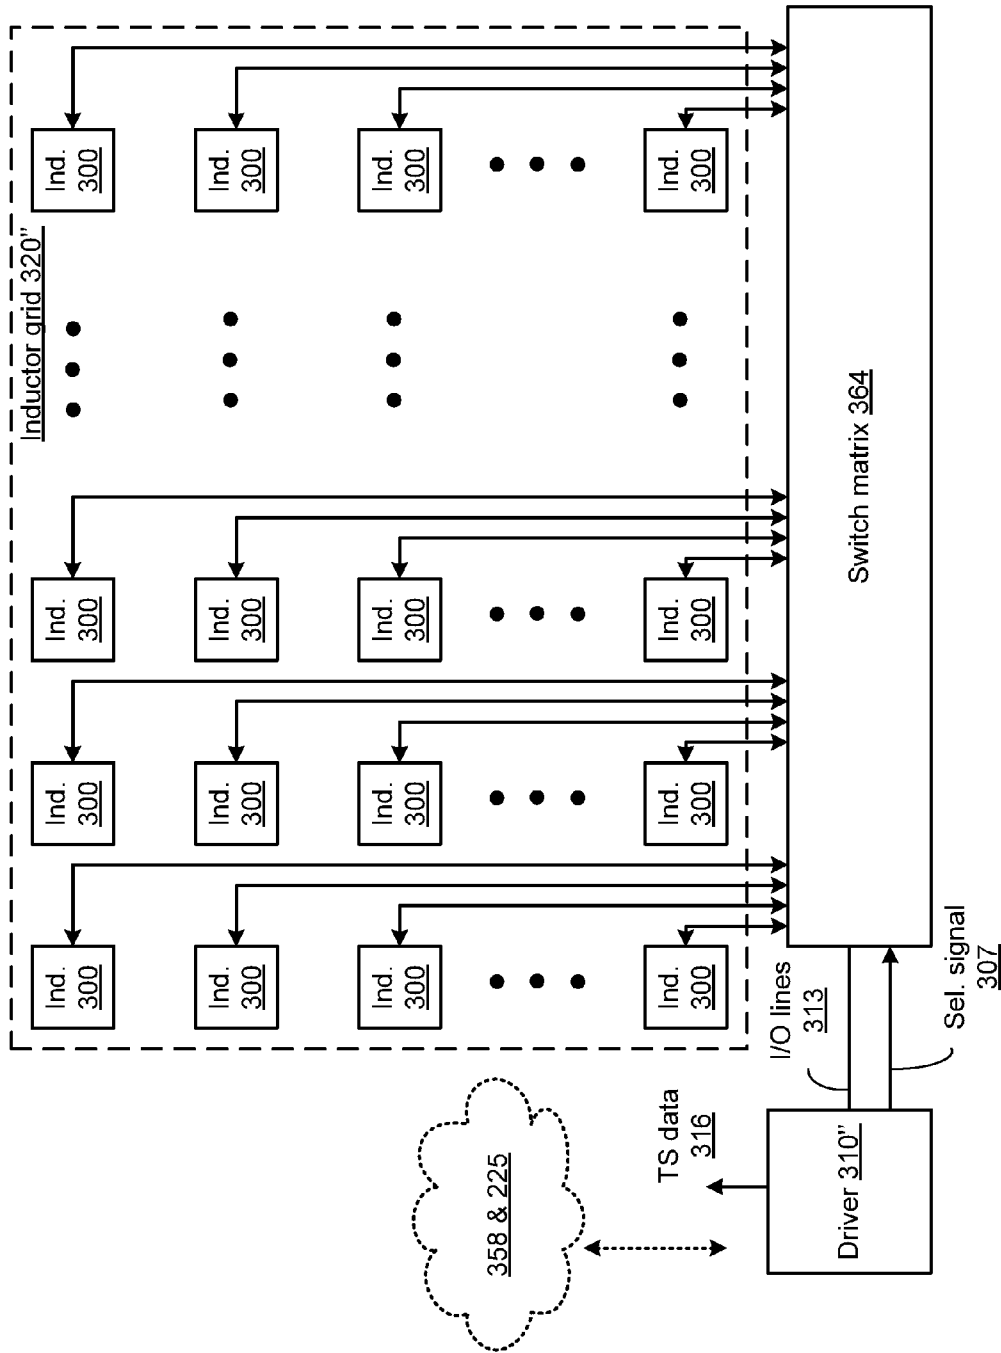 Inductor grid 320”
Ind.
300
Ind.
300
Ind.
300
Ind.
300
Ind.
300
Ind.
300
Ind.
300
Ind.
300
Ind.
300
Ind.
300
Ind.
300
Ind.
300
358 & 225
Ind.
300
Ind.
300
Ind.
300
Ind.
300
TS data
316
I/O lines
313
Driver 310”
Switch matrix 364
Sel. signal
307